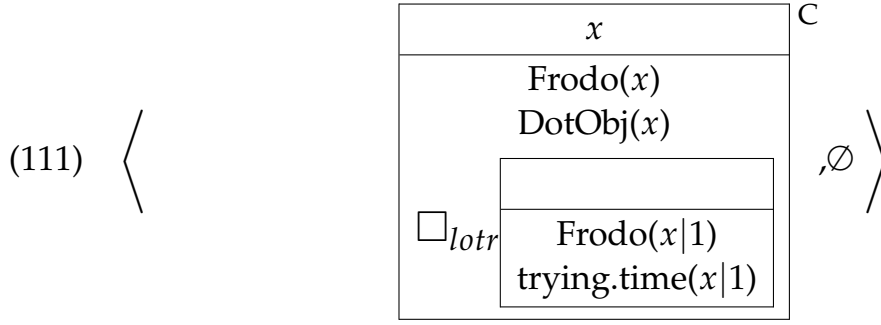 C
x
Frodo(x)
DotObj(x)
(111) ⟨ ,∅ ⟩
□lotr
Frodo(x|1)
trying.time(x|1)